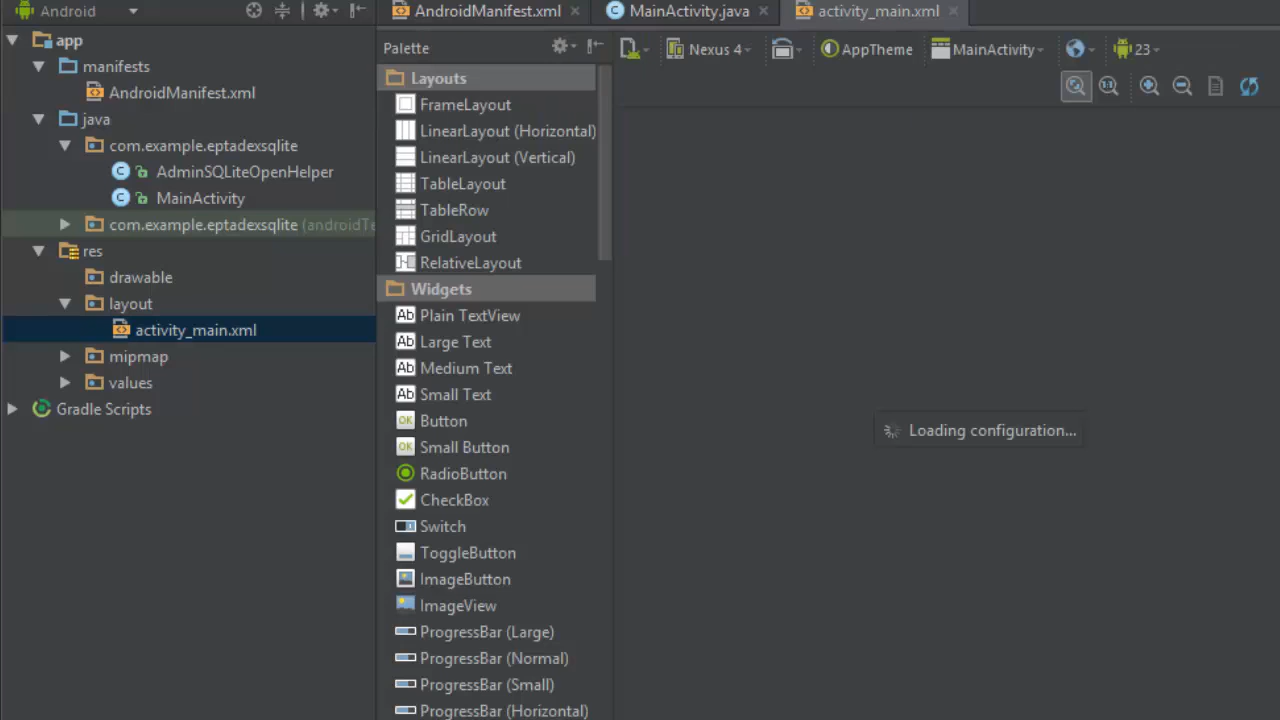 Android
app
manifests
AndroidManifest.xml
java
com.example.eptadexsqlite
AdminSQLiteOpenHelper
MainActivity
com.example.eptadexsqlite (androidTe
res
drawable
layout
activity_main.xml
mipmap
values
Gradle Scripts
AndroidManifest.xml
MainActivity.java
activity_main.xml
Palette
Layouts
FrameLayout
LinearLayout (Horizontal)
LinearLayout (Vertical)
TableLayout
TableRow
GridLayout
RelativeLayout
Widgets
Plain TextView
Large Text
Medium Text
Small Text
Button
Small Button
RadioButton
CheckBox
Switch
ToggleButton
ImageButton
ImageView
ProgressBar (Large)
ProgressBar (Normal)
ProgressBar (Small)
ProgressBar (Horizontal)
Nexus 4
AppTheme
MainActivity
23
Loading configuration...